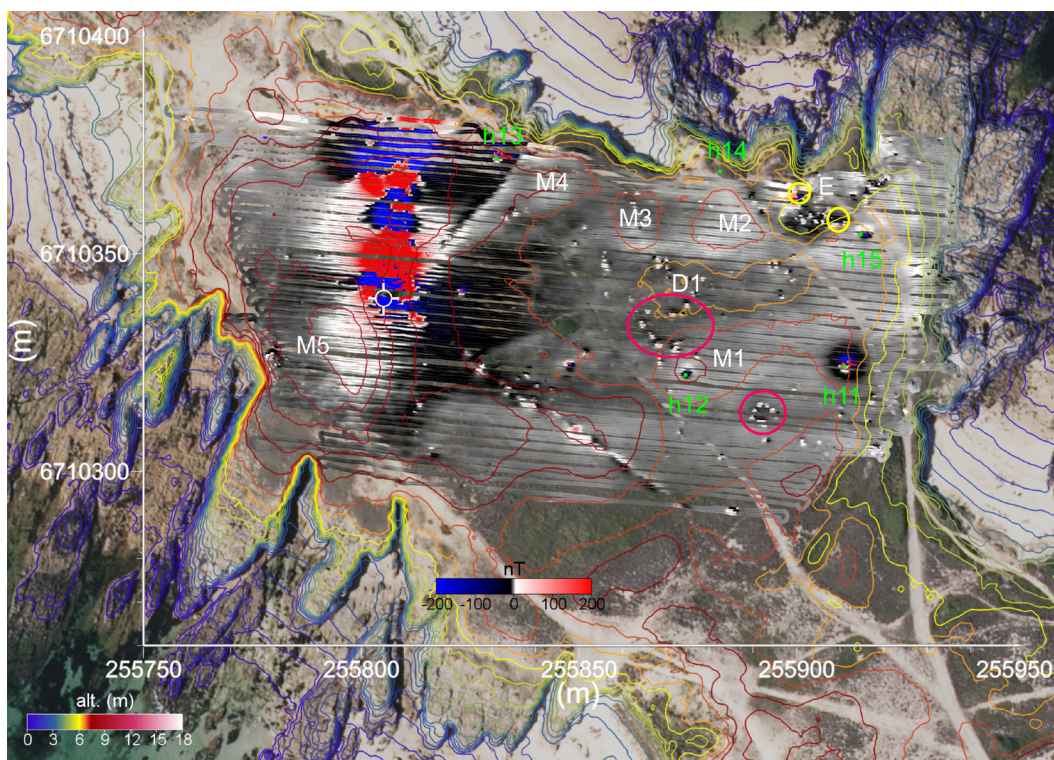 6710400
h13
h14
M4
E
M3
M2
h15
6710350
D1
(m)
M5
M1
h12
h11
6710300
nT
-200 -100 0 100 200
255750 255800 255850 255900 255950
(m)
alt. (m)
0 3 6 9 12 15 18